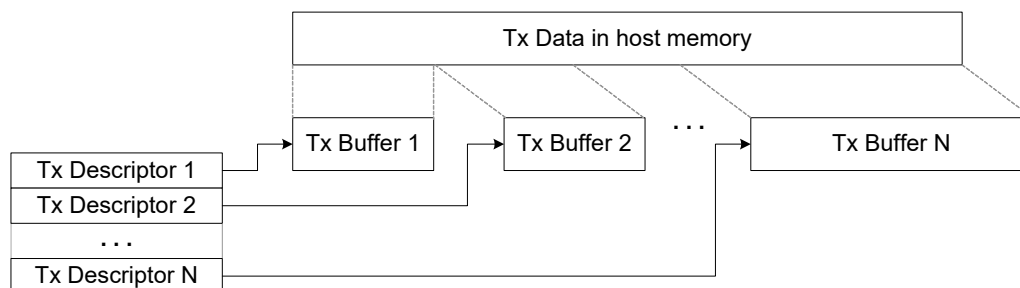 Tx Data in host memory
Tx Buffer 1
Tx Buffer 2
...
Tx Buffer N
Tx Descriptor 1
Tx Descriptor 2
...
Tx Descriptor N